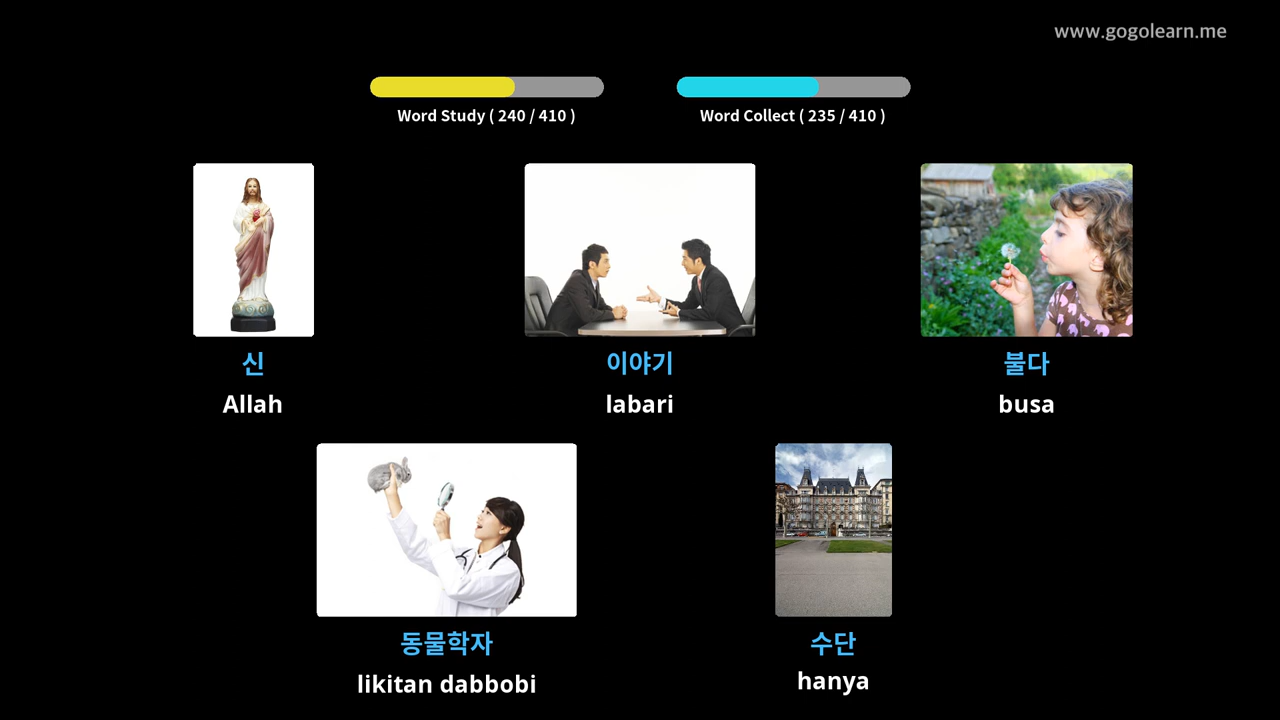 www.gogolearn.me
Word Study ( 240 / 410 )
Word Collect ( 235 / 410 )
신
Allah
이야기
labari
불다
busa
동물학자
likitan dabbobi
수단
hanya